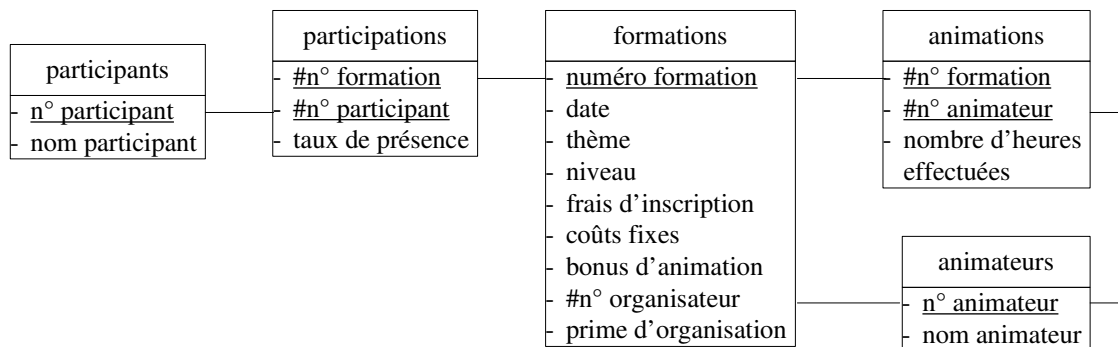 participants
- n° participant
- nom participant
participations
- #n° formation
- #n° participant
- taux de présence
formations
- numéro formation
- date
- thème
- niveau
- frais d'inscription
- coûts fixes
- bonus d'animation
- #n° organisateur
- prime d'organisation
animations
- #n° formation
- #n° animateur
- nombre d'heures
effectuées
animateurs
- n° animateur
- nom animateur